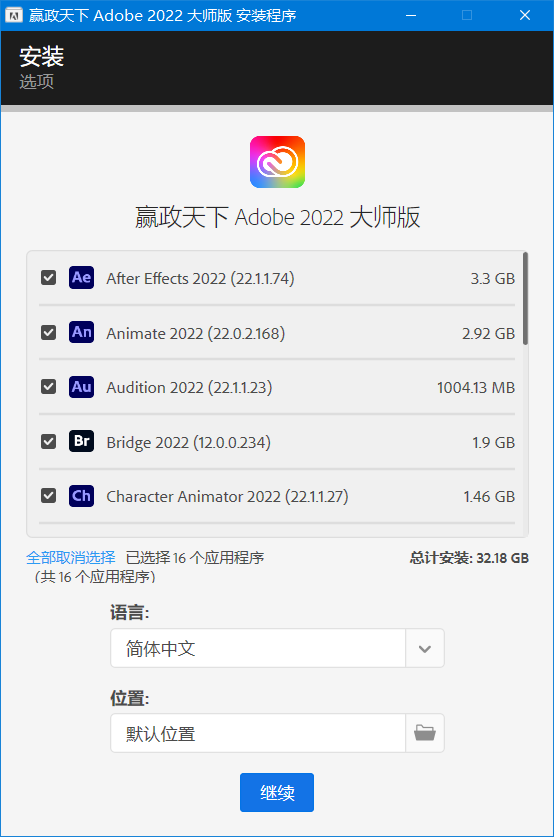 赢政天下 Adobe 2022 大师版 安装程序
安装
选项
赢政天下 Adobe 2022 大师版
Ae After Effects 2022 (22.1.1.74) 3.3 GB
An Animate 2022 (22.0.2.168) 2.92 GB
Au Audition 2022 (22.1.1.23) 1004.13 MB
Br Bridge 2022 (12.0.0.234) 1.9 GB
Ch Character Animator 2022 (22.1.1.27) 1.46 GB
全部取消选择 已选择 16 个应用程序 总计安装: 32.18 GB
（共 16 个应用程序）
语言:
简体中文
位置:
默认位置
继续